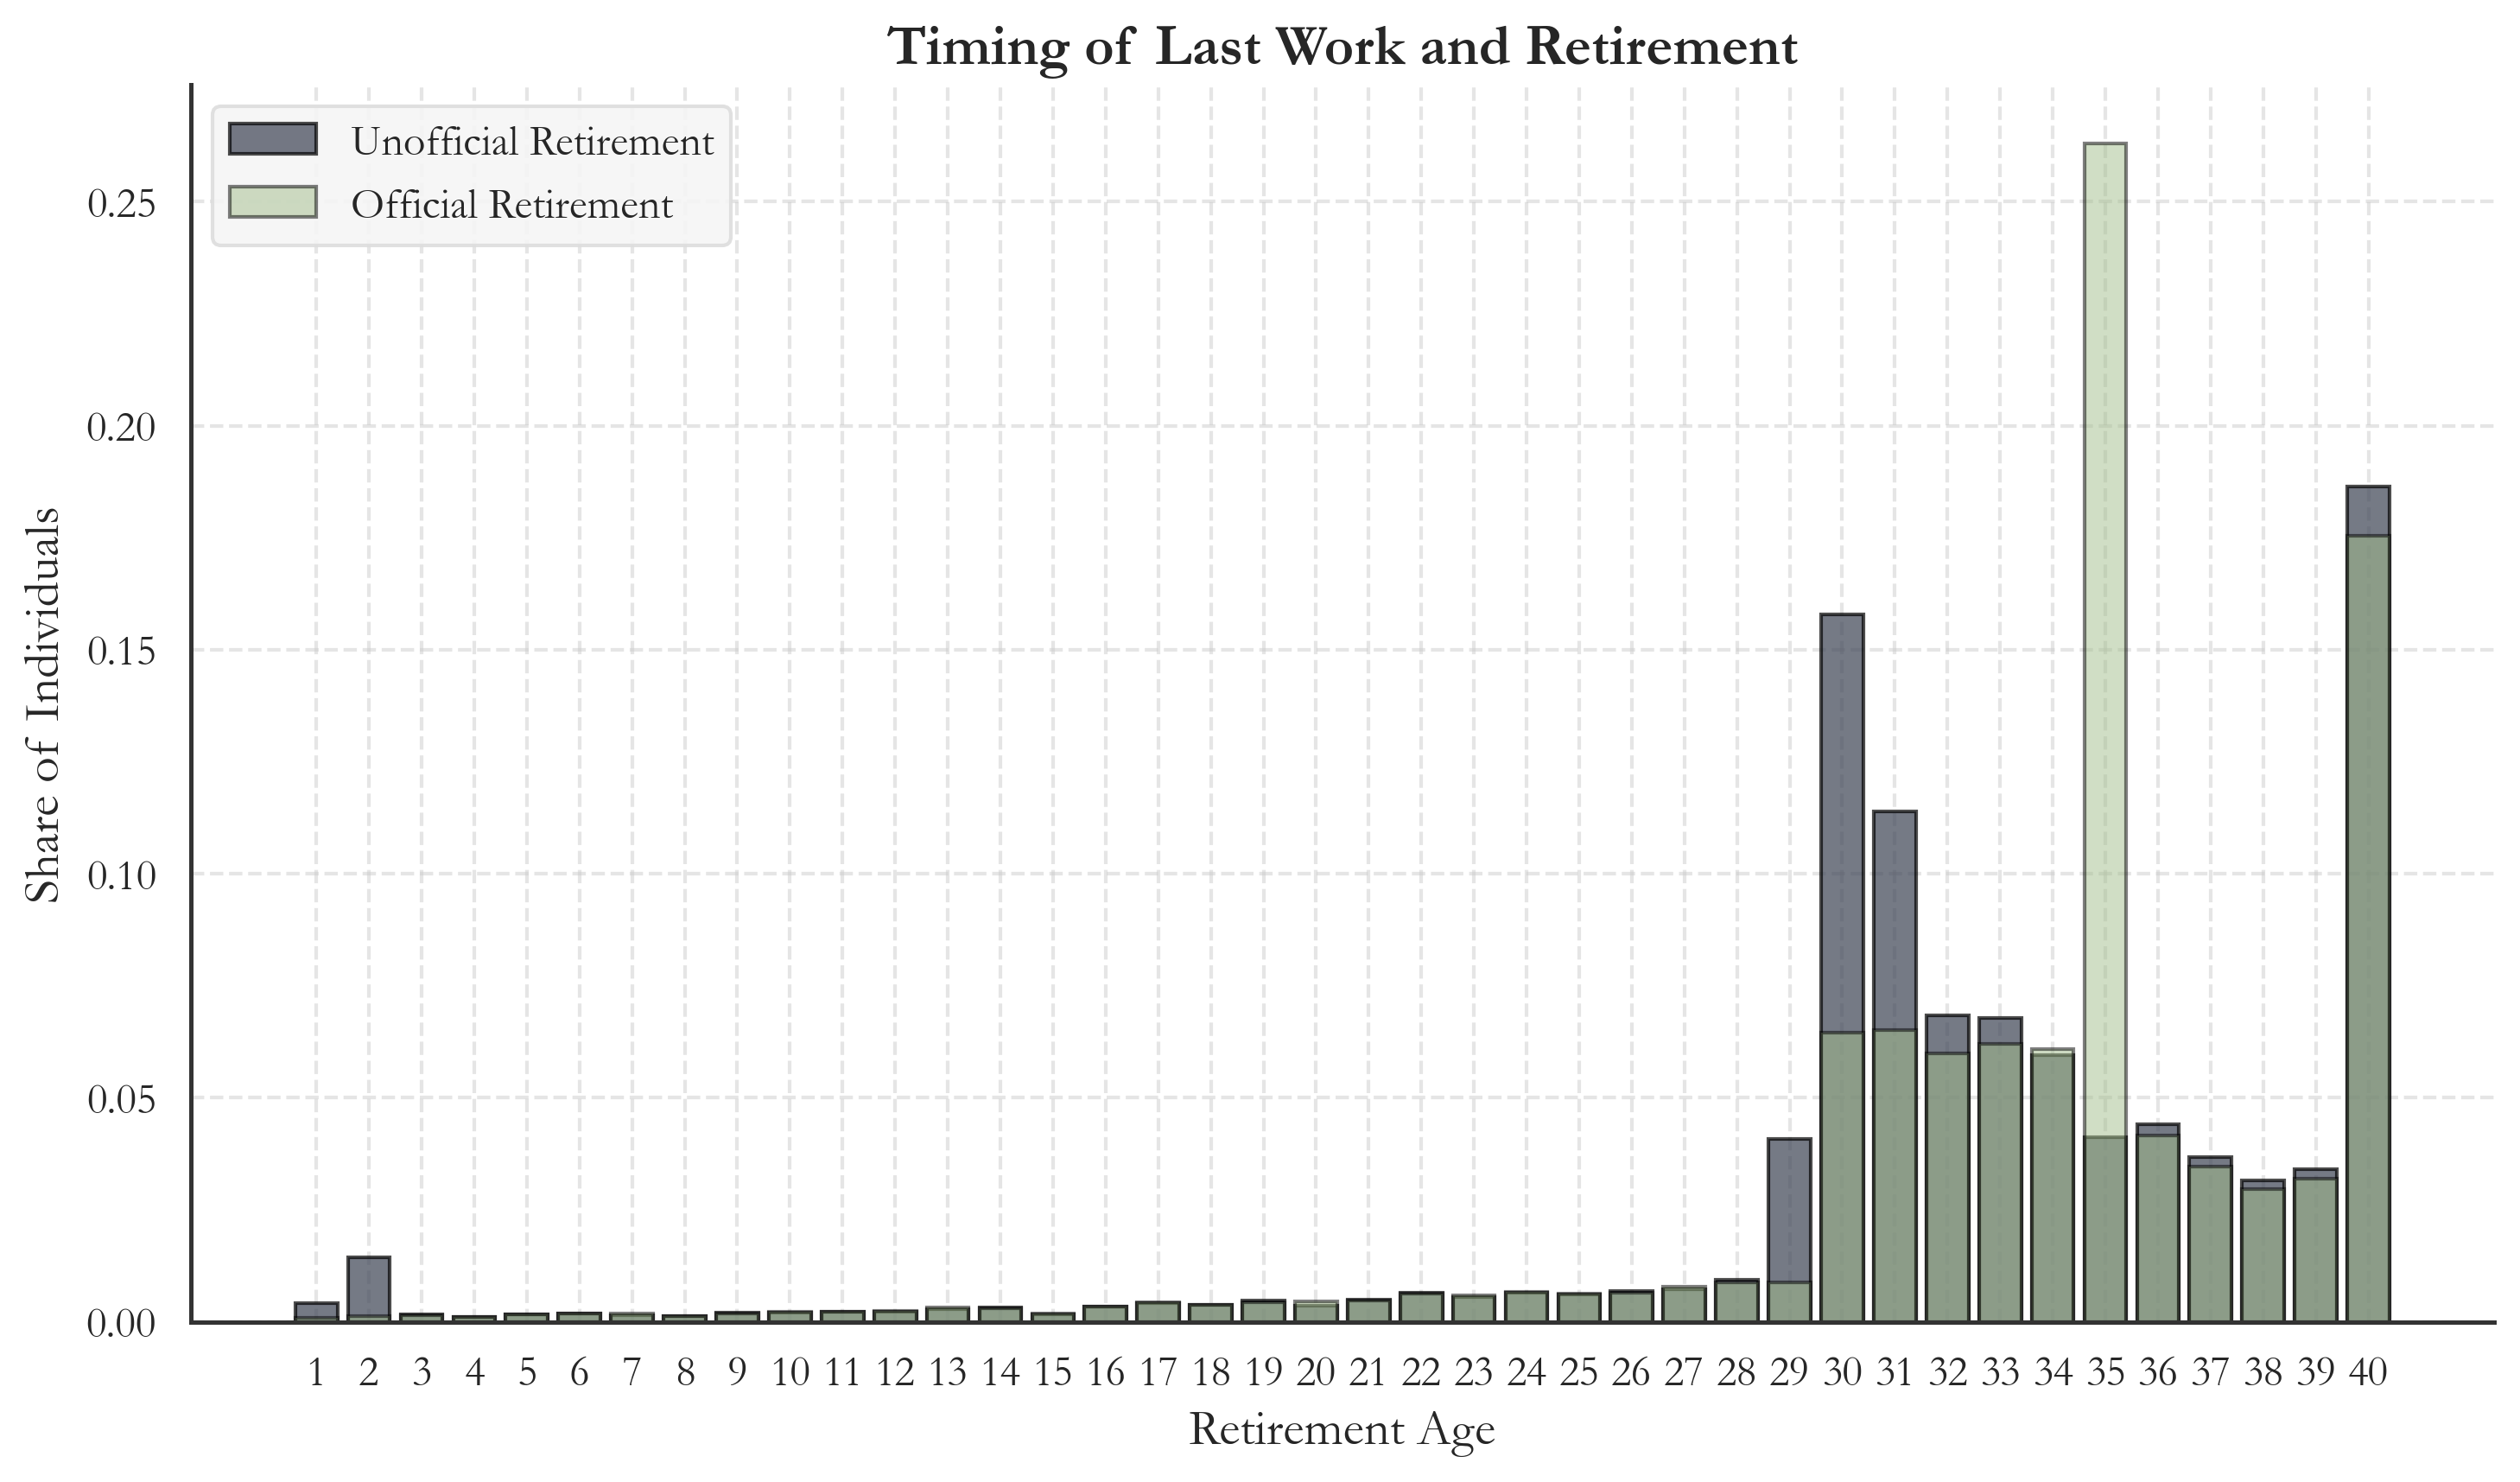 Timing of Last Work and Retirement
Unofficial Retirement
Official Retirement
Share of Individuals
0.25
0.20
0.15
0.10
0.05
0.00
1 2 3 4 5 6 7 8 9 10 11 12 13 14 15 16 17 18 19 20 21 22 23 24 25 26 27 28 29 30 31 32 33 34 35 36 37 38 39 40
Retirement Age